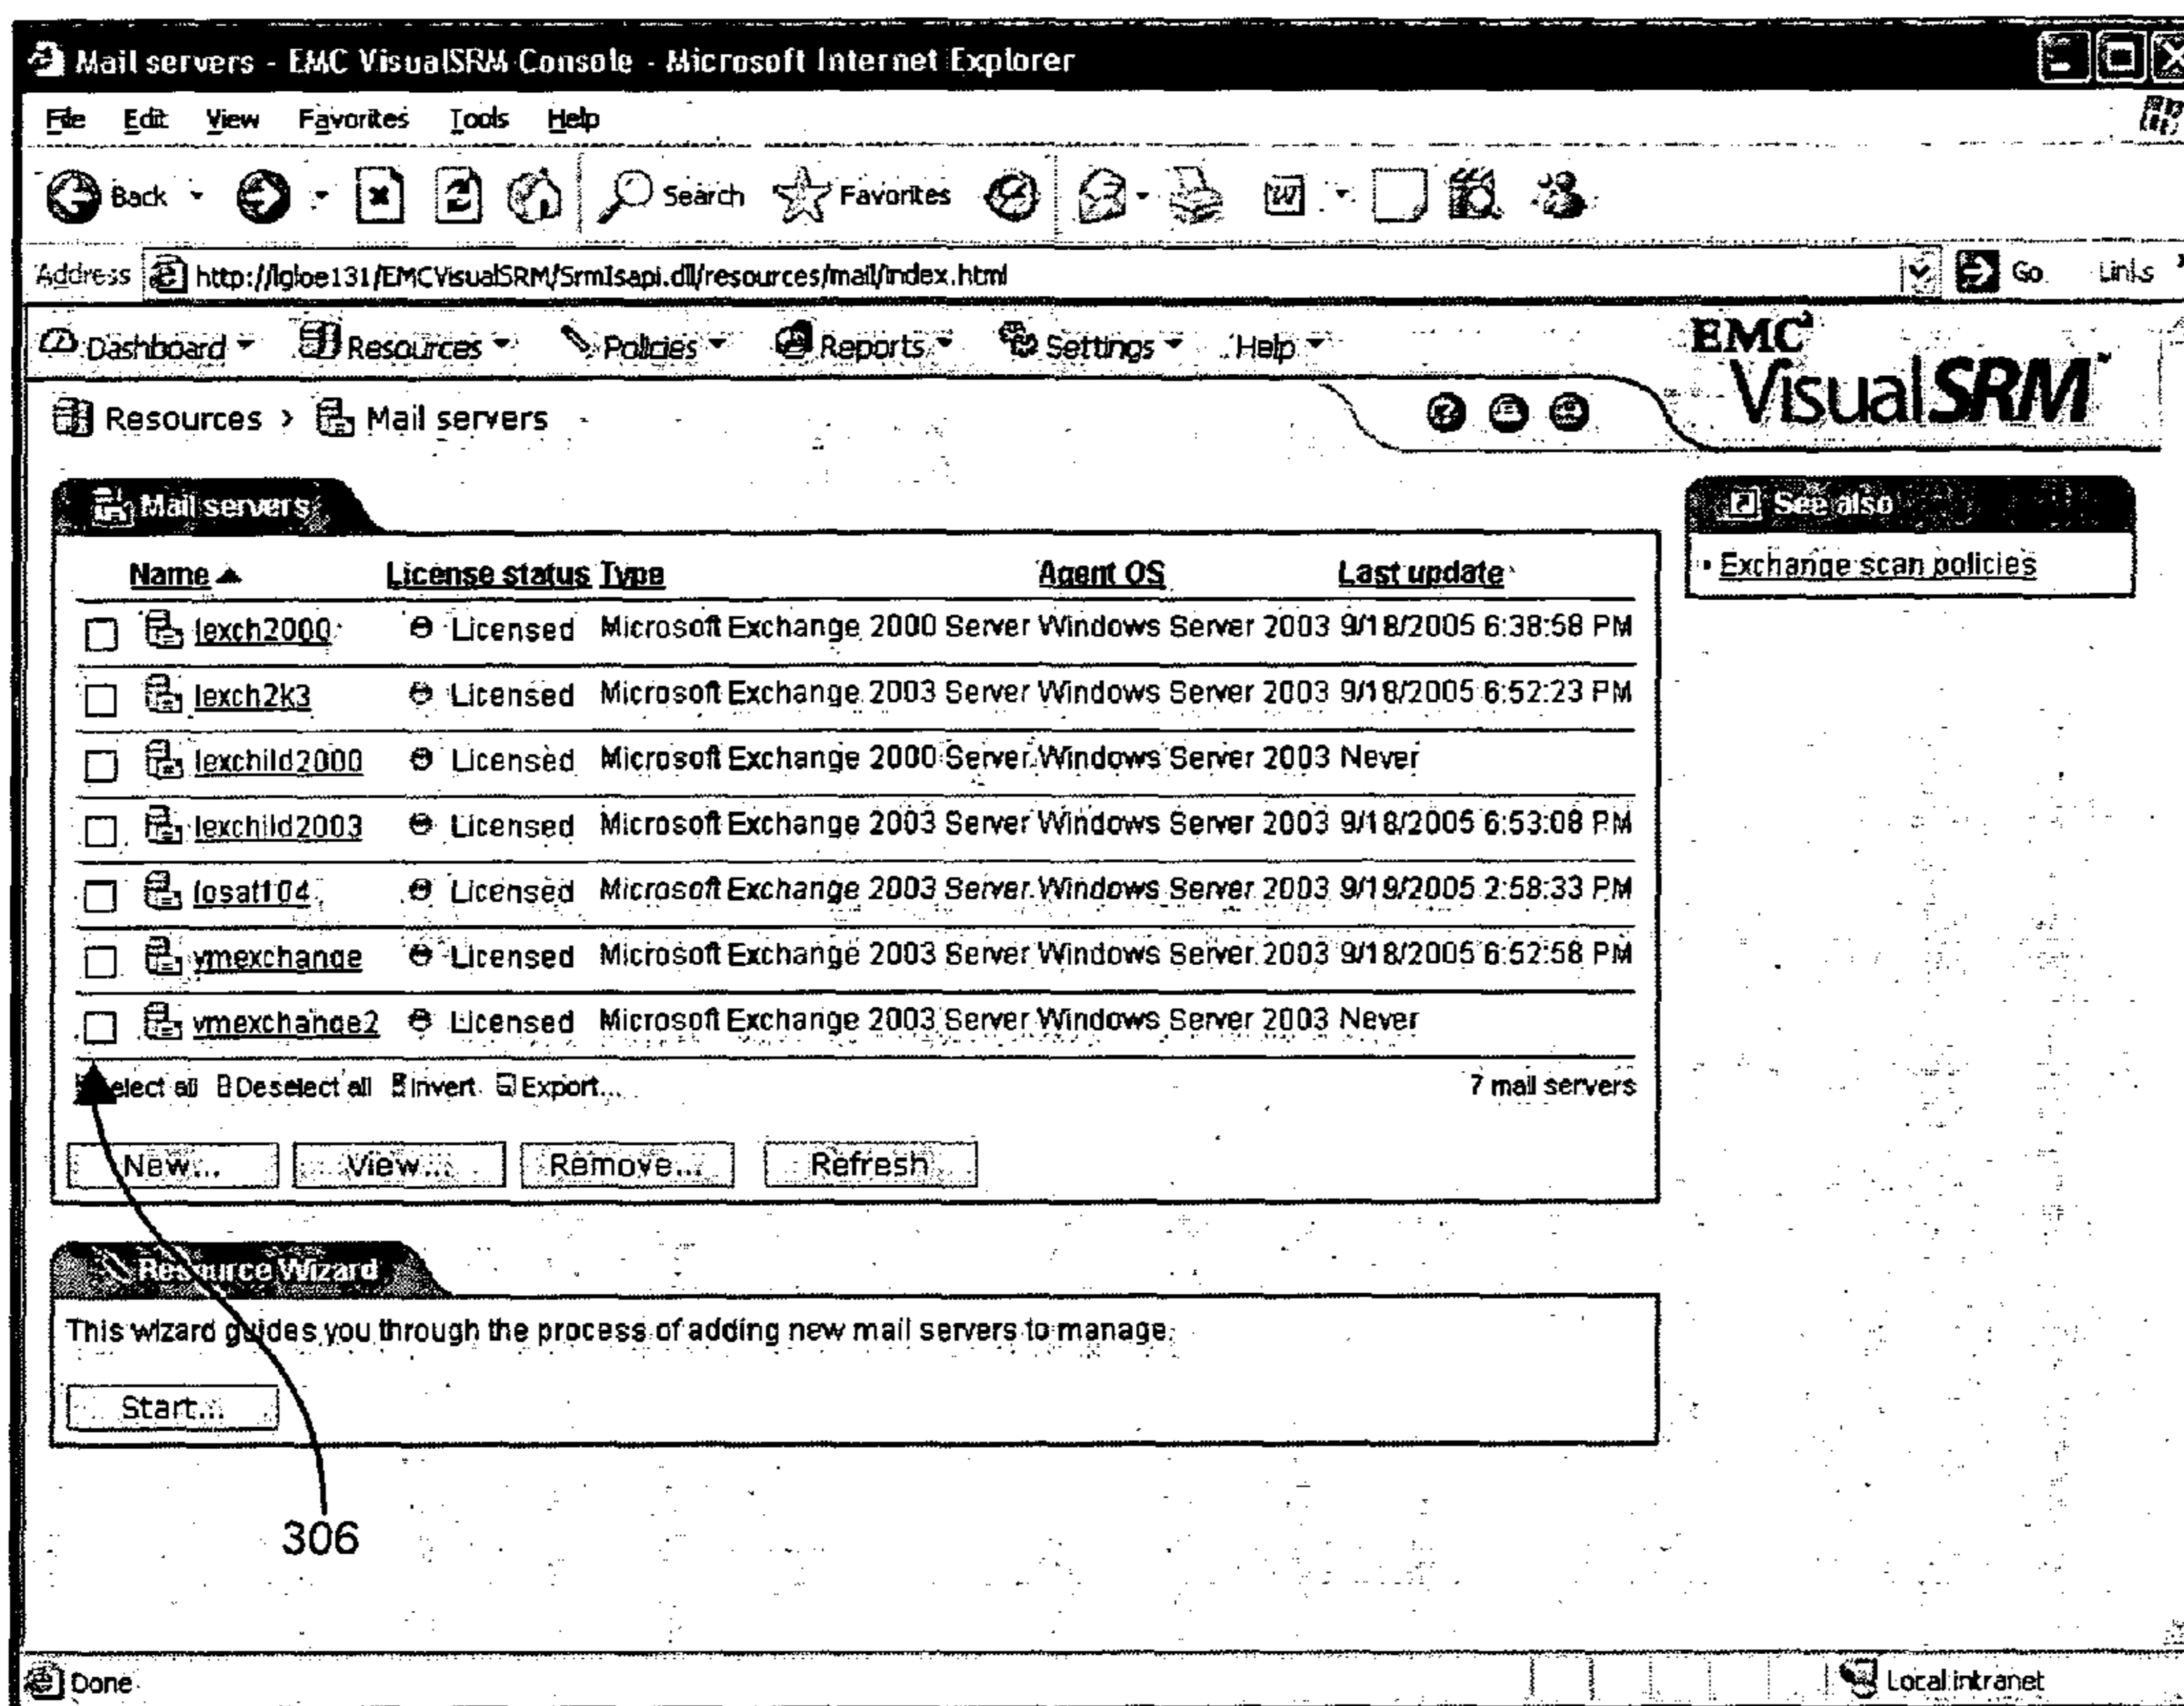 Mail servers - EMC VisualSRM Console - Microsoft Internet Explorer
File Edit View Favorites Tools Help
Back Search Favorites
Address http://lgloe131/EMCVisualSRM/SrmIsapi.dll/resources/mail/index.html Go Links
Dashboard Resources Policies Reports Settings Help
EMC²
VisualSRM™
Resources > Mail servers
Mail servers
See also
Exchange scan policies
Name License status Type Agent OS Last update
lexch2000 Licensed Microsoft Exchange 2000 Server Windows Server 2003 9/18/2005 6:38:58 PM
lexch2k3 Licensed Microsoft Exchange 2003 Server Windows Server 2003 9/18/2005 6:52:23 PM
lexchild2000 Licensed Microsoft Exchange 2000 Server Windows Server 2003 Never
lexchild2003 Licensed Microsoft Exchange 2003 Server Windows Server 2003 9/18/2005 6:53:08 PM
losat104 Licensed Microsoft Exchange 2003 Server Windows Server 2003 9/19/2005 2:58:33 PM
vmexchange Licensed Microsoft Exchange 2003 Server Windows Server 2003 9/18/2005 6:52:58 PM
vmexchange2 Licensed Microsoft Exchange 2003 Server Windows Server 2003 Never
elect all Deselect all Invert Export... 7 mail servers
New... View... Remove... Refresh
Resource Wizard
This wizard guides you through the process of adding new mail servers to manage.
Start...
306
Done Local intranet